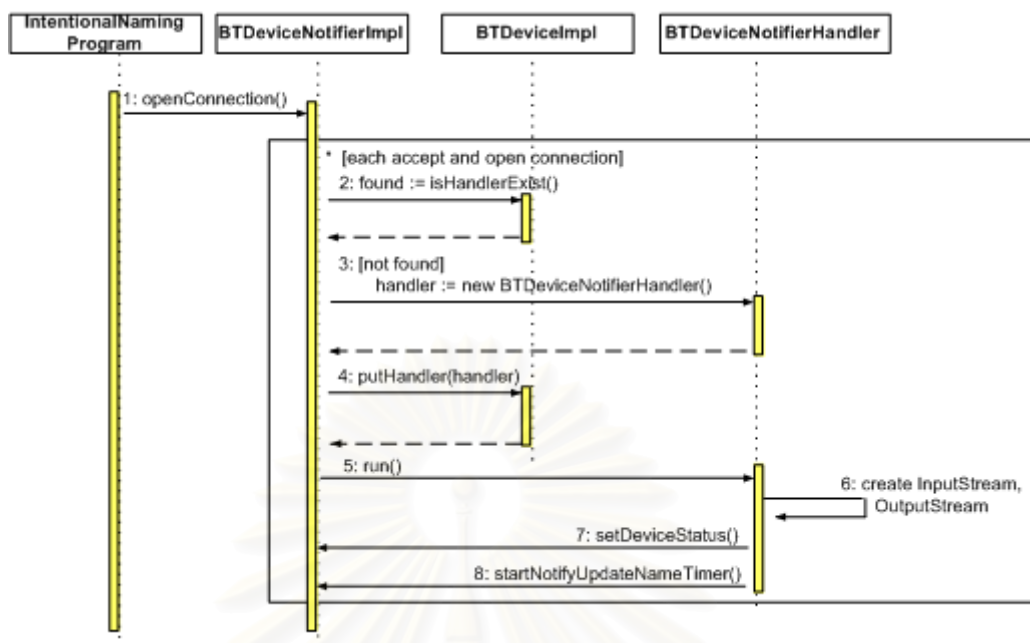 IntentionalNaming
Program
BTDeviceNotifierImpl
BTDeviceImpl
BTDeviceNotifierHandler
1: openConnection()
* [each accept and open connection]
2: found := isHandlerExist()
3: [not found]
handler := new BTDeviceNotifierHandler()
4: putHandler(handler)
5: run()
6: create InputStream,
OutputStream
7: setDeviceStatus()
8: startNotifyUpdateNameTimer()